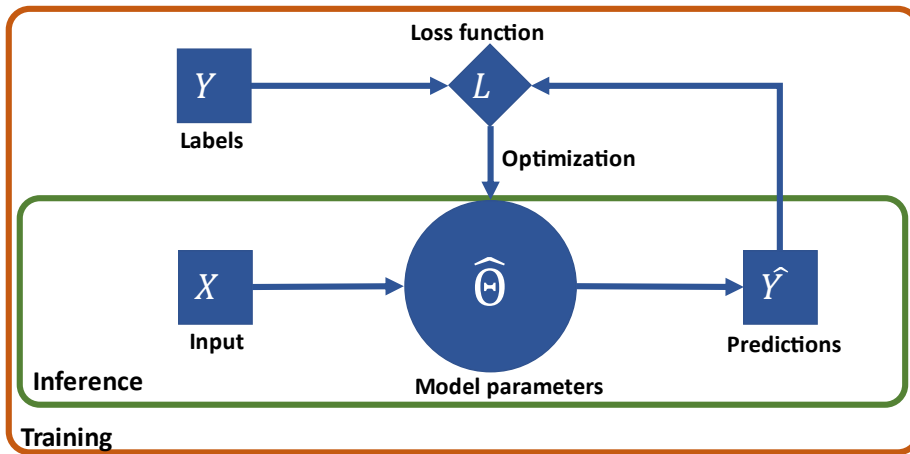 Loss function
Y
L
Labels
Optimization
X
Θ̂
Ŷ
Input
Predictions
Inference
Model parameters
Training